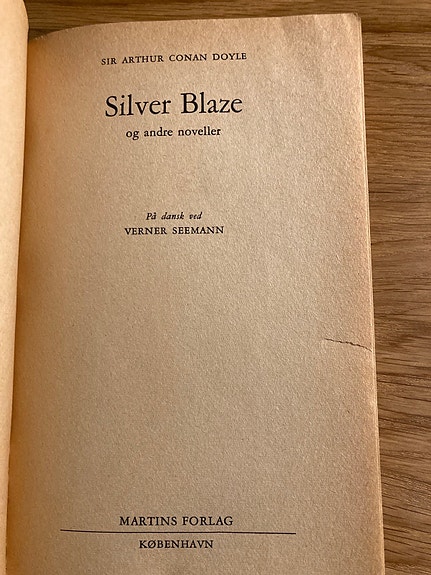 SIR ARTHUR CONAN DOYLE
Silver Blaze
og andre noveller
På dansk ved
VERNER SEEMANN
MARTINS FORLAG
KØBENHAVN